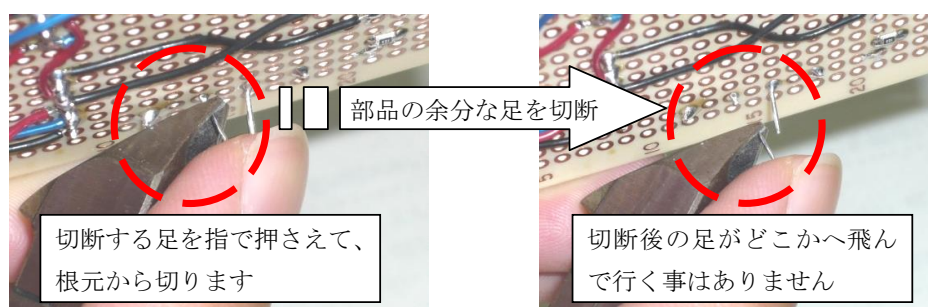 部品の余分な足を切断
切断する足を指で押さえて、
根元から切ります
切断後の足がどこかへ飛ん
で行く事はありません